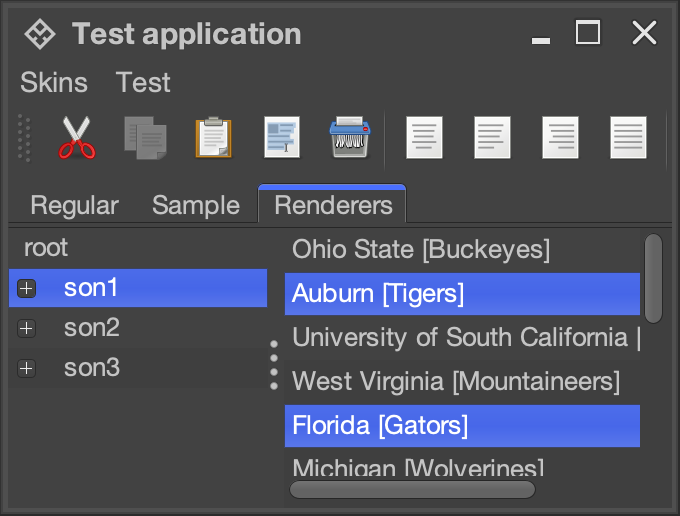 Test application
Skins Test
Regular Sample Renderers
root
son1
son2
son3
Ohio State [Buckeyes]
Auburn [Tigers]
University of South California [
West Virginia [Mountaineers]
Florida [Gators]
Michigan [Wolverines]